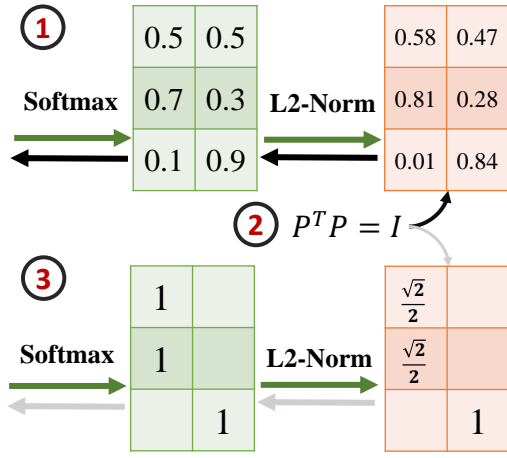 1
0.5 0.5 0.58 0.47
Softmax 0.7 0.3 L2-Norm 0.81 0.28
0.1 0.9 0.01 0.84
2 P^T P = I
3
1 √2/2
Softmax 1 L2-Norm √2/2
1 1